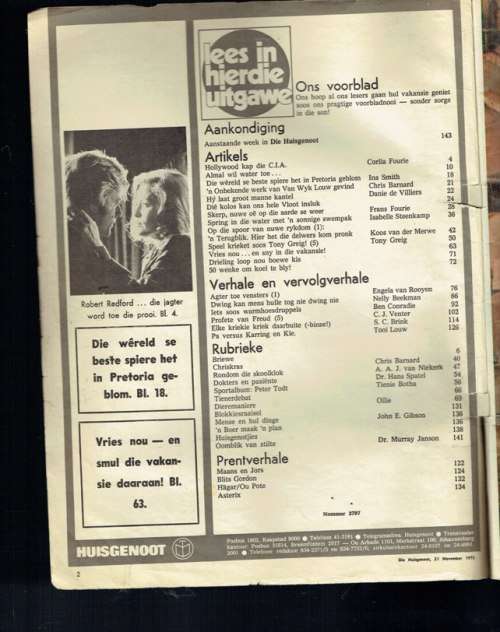 lees in
hierdie
uitgawe
Ons voorblad
Ons hoop al ons lesers gaan hul vakansie geniet
soos ons pragtige voorbladnooi — sonder sorge
in die son!
Aankondiging
Aanstaande week in Die Huisgenoot 143
Artikels
Hollywood kap die C.I.A. Corlia Fourie 4
Almal wil water toe... 10
Die wêreld se beste spiere het in Pretoria geblom Ina Smith 18
'n Onbekende werk van Van Wyk Louw gevind Chris Barnard 21
Hy laat groot manne kantel Danie de Villiers 22
Dié kolos kan ons hele Vloot insluk 24
Skerp, nuwe oë op die aarde se weer Frans Fourie 28
Spring in die water met 'n sonnige swempak Isabelle Steenkamp 36
Op die spoor van nuwe rykdom (1):
'n Terugblik. Hier het die delwers kom pronk Koos van der Merwe 42
Speel krieket soos Tony Greig! (5) Tony Greig 50
Vries nou... en sny in die vakansie! 63
Drieling loop nou hoewe kis 71
50 wenke om koel te bly! 72
Verhale en vervolgverhale
Agter toe vensters (1) Engela van Rooyen 76
Dwing kan mens hulle tog nie dwing nie Nelly Beekman 86
Iets soos warmhoesdruppels Ben Conradie 92
Profete van Freud (5) C. J. Venter 102
Elke kriekie kriek daarbuite (-binne!) S. C. Brink 114
Pa versus Karring en Kie. Tooi Louw 126
Rubrieke
Briewe 6
Chriskras Chris Barnard 40
Rondom die skoolklok A. A. J. van Niekerk 47
Dokters en pasiënte Dr. Hans Spatel 54
Sportalbum: Peter Todt Tienie Botha 56
Tienerdebat 66
Dieremaniere Ollie 69
Blokkiesraaisel 131
Mense en hul dinge John E. Gibson 136
'n Boer maak 'n plan 136
Huisgenootjies 138
Oomblik van stilte Dr. Murray Janson 141
Prentverhale
Maans en Jors 122
Blits Gordon 124
Hägar/Ou Pote 132
Asterix 134
Nommer 2797
Robert Redford ... die jagter
word toe die prooi. Bl. 4.
Die wêreld se
beste spiere het
in Pretoria ge-
blom. Bl. 18.
Vries nou — en
smul die vakan-
sie daaraan! Bl.
63.
HUISGENOOT
2
Die Huisgenoot, 21 November 1975